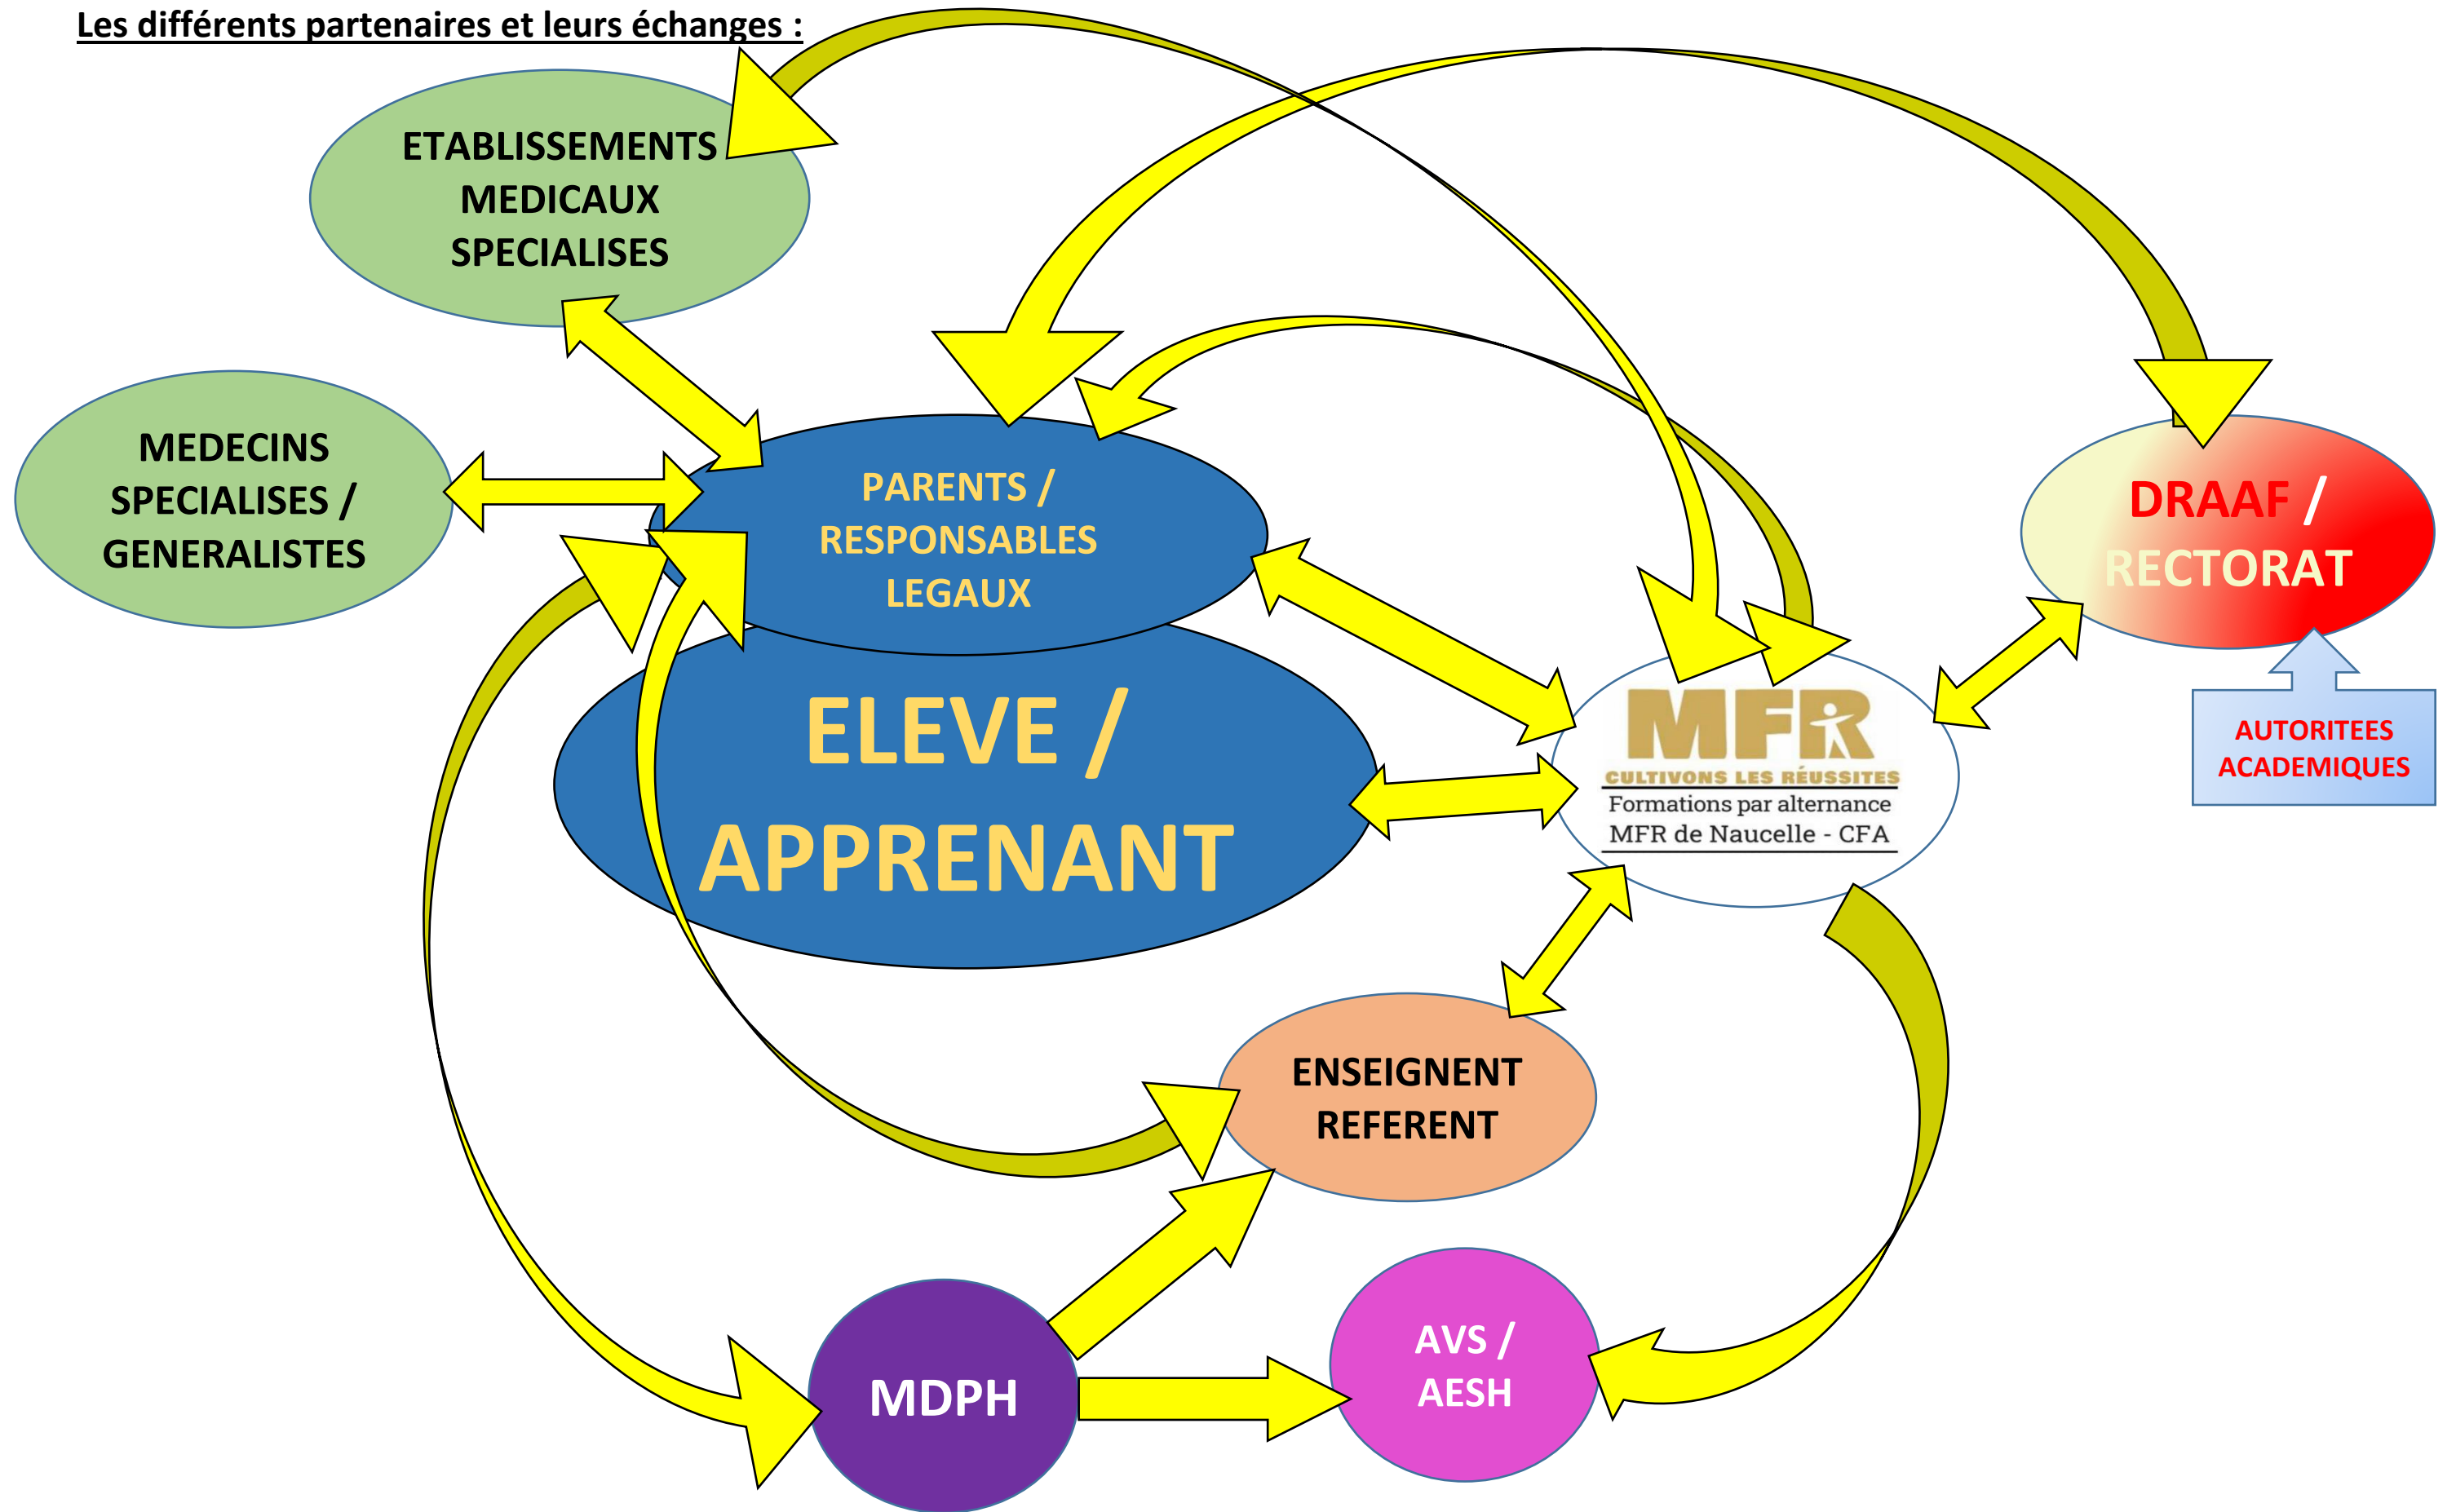 Les différents partenaires et leurs échanges :
ETABLISSEMENTS
MEDICAUX
SPECIALISES
MEDECINS
SPECIALISES /
GENERALISTES
PARENTS /
RESPONSABLES
LEGAUX
DRAAF /
RECTORAT
ELEVE /
APPRENANT
MFR
CULTIVONS LES RÉUSSITES
Formations par alternance
MFR de Naucelle - CFA
AUTORITEES
ACADEMIQUES
ENSEIGNENT
REFERENT
MDPH
AVS /
AESH